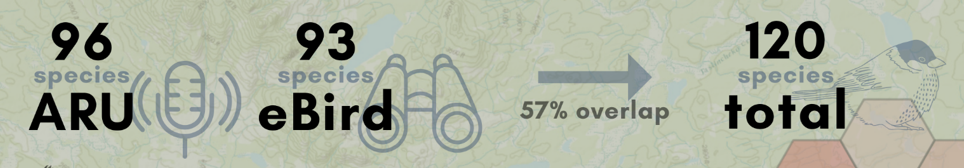 96
species
ARU
93
species
eBird
57% overlap
120
species
total